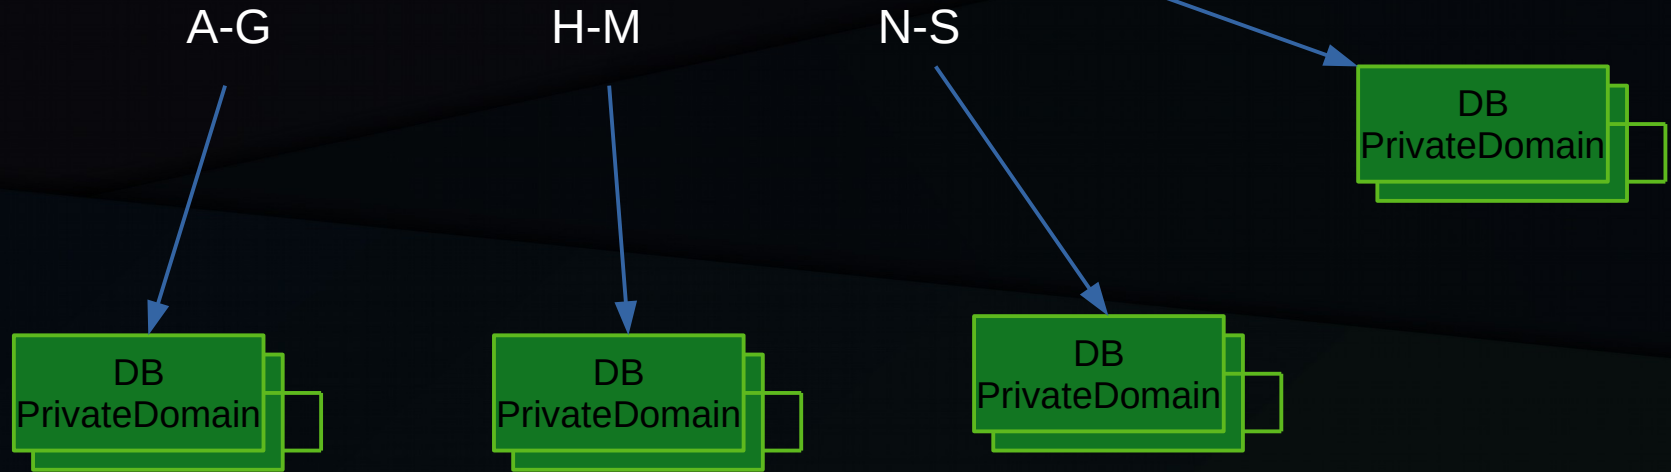 A-G
H-M
N-S
DB
PrivateDomain
DB
PrivateDomain
DB
PrivateDomain
DB
PrivateDomain